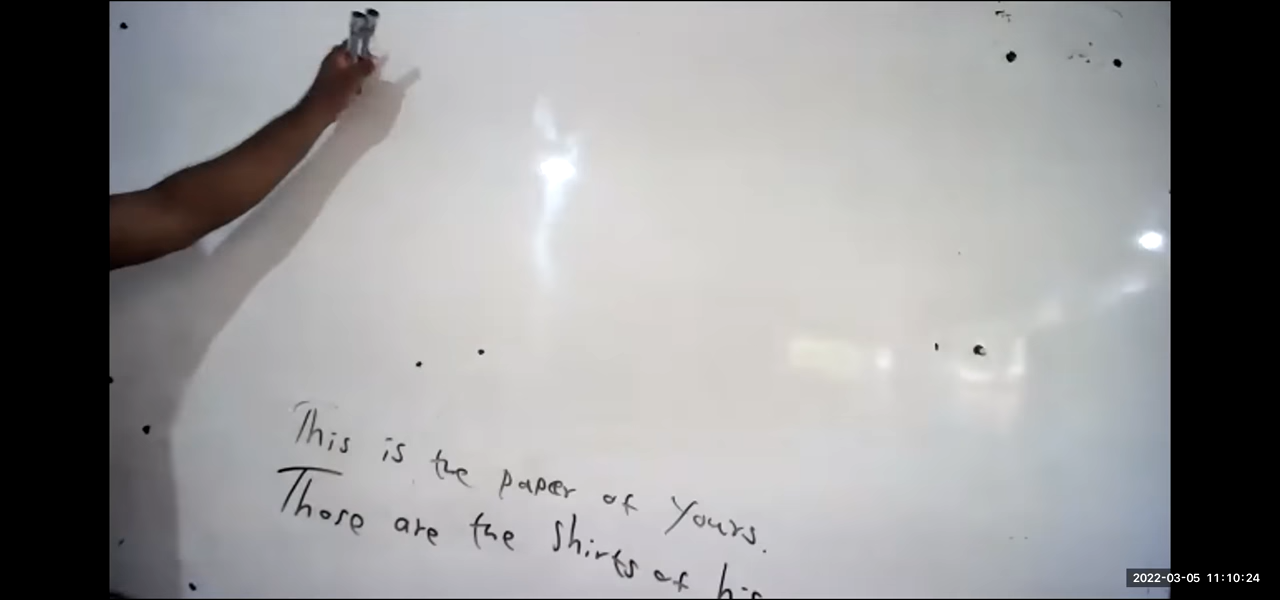 This is the paper of yours.
Those are the shirts of his
2022-03-05 11:10:24